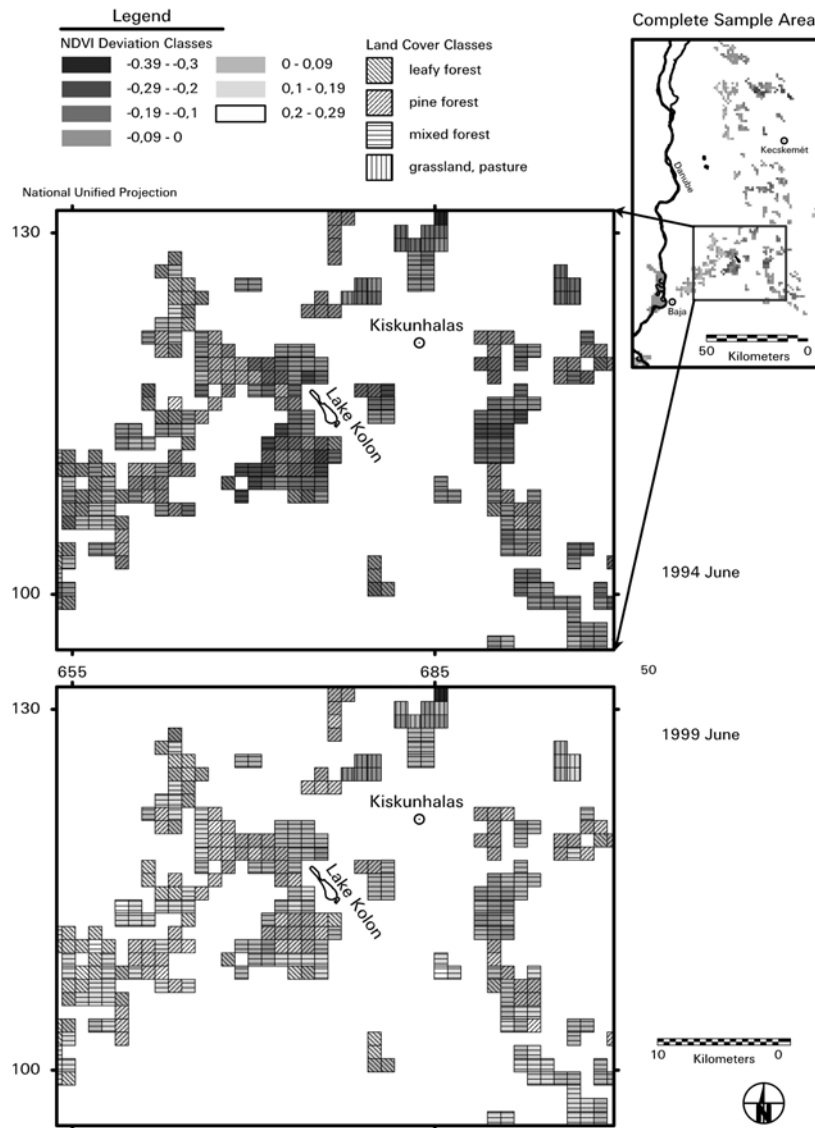 Legend
NDVI Deviation Classes
-0.39 - -0,3
-0,29 - -0,2
-0,19 - -0,1
-0,09 - 0
0 - 0,09
0,1 - 0,19
0,2 - 0,29
Land Cover Classes
leafy forest
pine forest
mixed forest
grassland, pasture
Complete Sample Area
Kecskemét
Danube
Baja
50 0
Kilometers
National Unified Projection
130
Kiskunhalas
Lake Kolon
100
1994 June
655 685 50
130
1999 June
Kiskunhalas
Lake Kolon
100
10 0
Kilometers
N